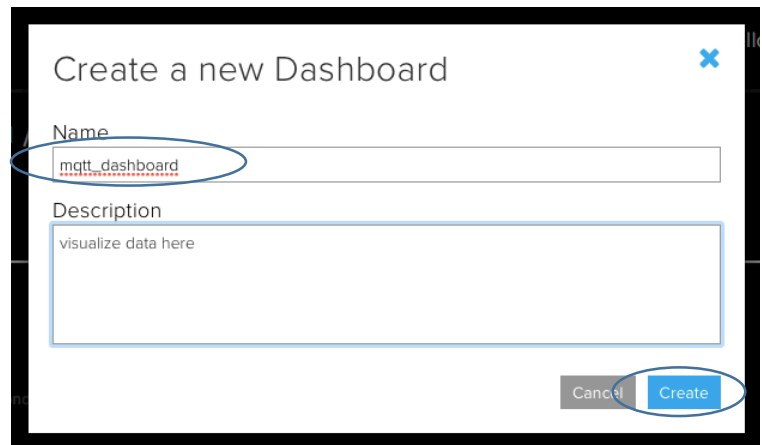 Create a new Dashboard
Name
mqtt_dashboard
Description
visualize data here
Cancel Create